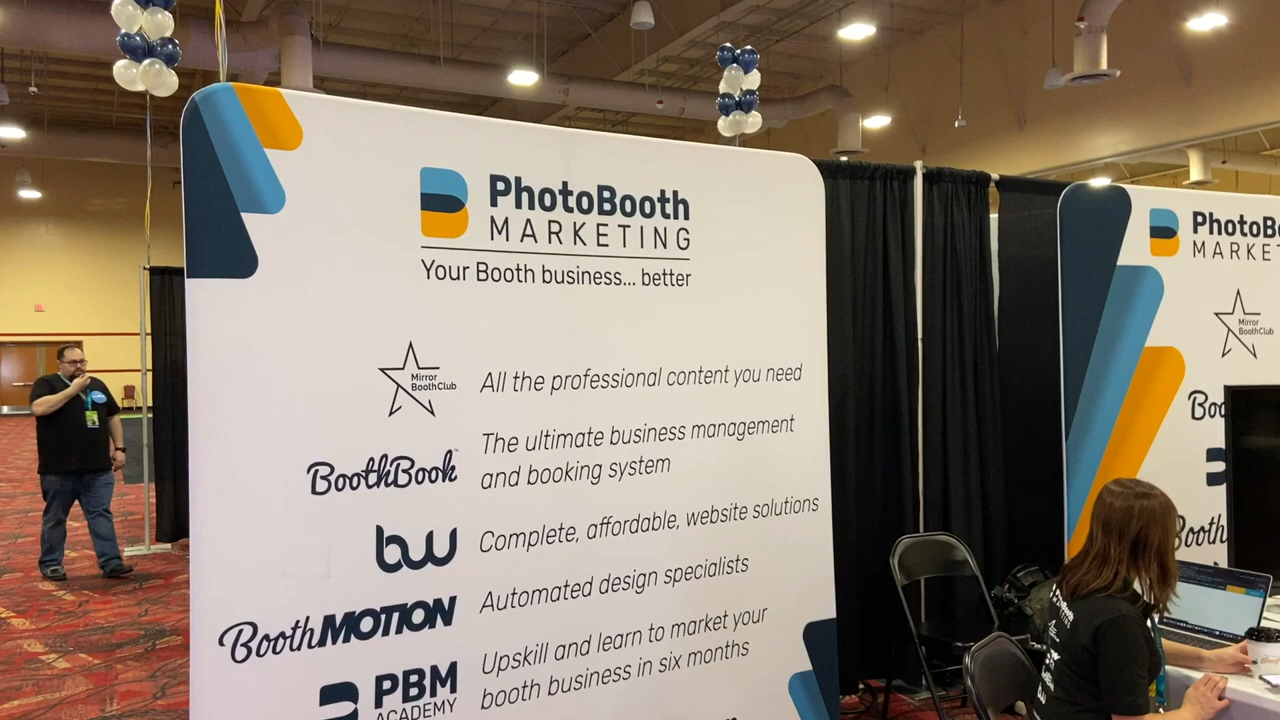 PhotoBooth
MARKETING
Your Booth business... better
Mirror
BoothClub
All the professional content you need
BoothBook™
The ultimate business management
and booking system
bw
Complete, affordable, website solutions
BoothMOTION
Automated design specialists
PBM
ACADEMY
Upskill and learn to market your
booth business in six months
PhotoBo
MARKET
Mirror
BoothClub
Boo
Booth